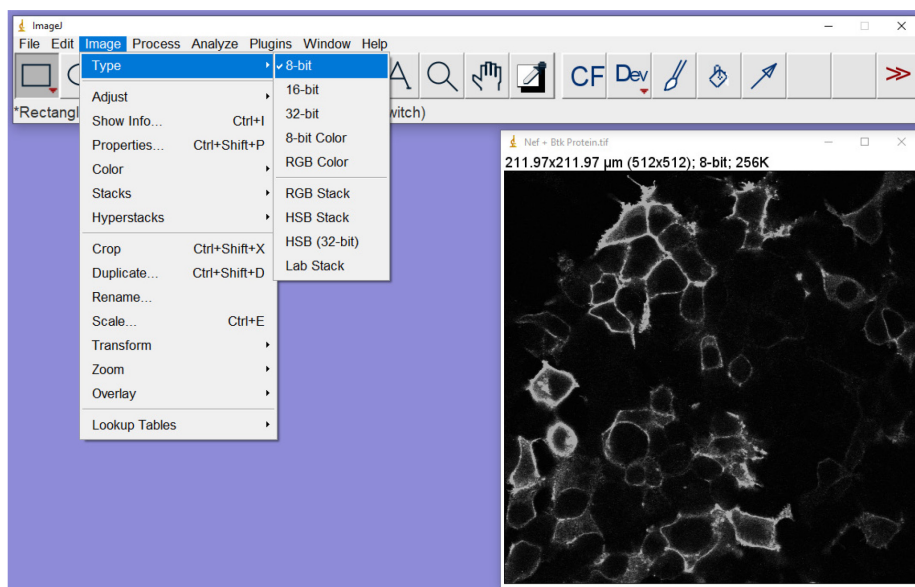 ImageJ
File Edit Image Process Analyze Plugins Window Help
CF Dev
*Rectangl
witch)
Type
Adjust
Show Info... Ctrl+I
Properties... Ctrl+Shift+P
Color
Stacks
Hyperstacks
Crop Ctrl+Shift+X
Duplicate... Ctrl+Shift+D
Rename...
Scale... Ctrl+E
Transform
Zoom
Overlay
Lookup Tables
8-bit
16-bit
32-bit
8-bit Color
RGB Color
RGB Stack
HSB Stack
HSB (32-bit)
Lab Stack
Nef + Btk Protein.tif
211.97x211.97 µm (512x512); 8-bit; 256K